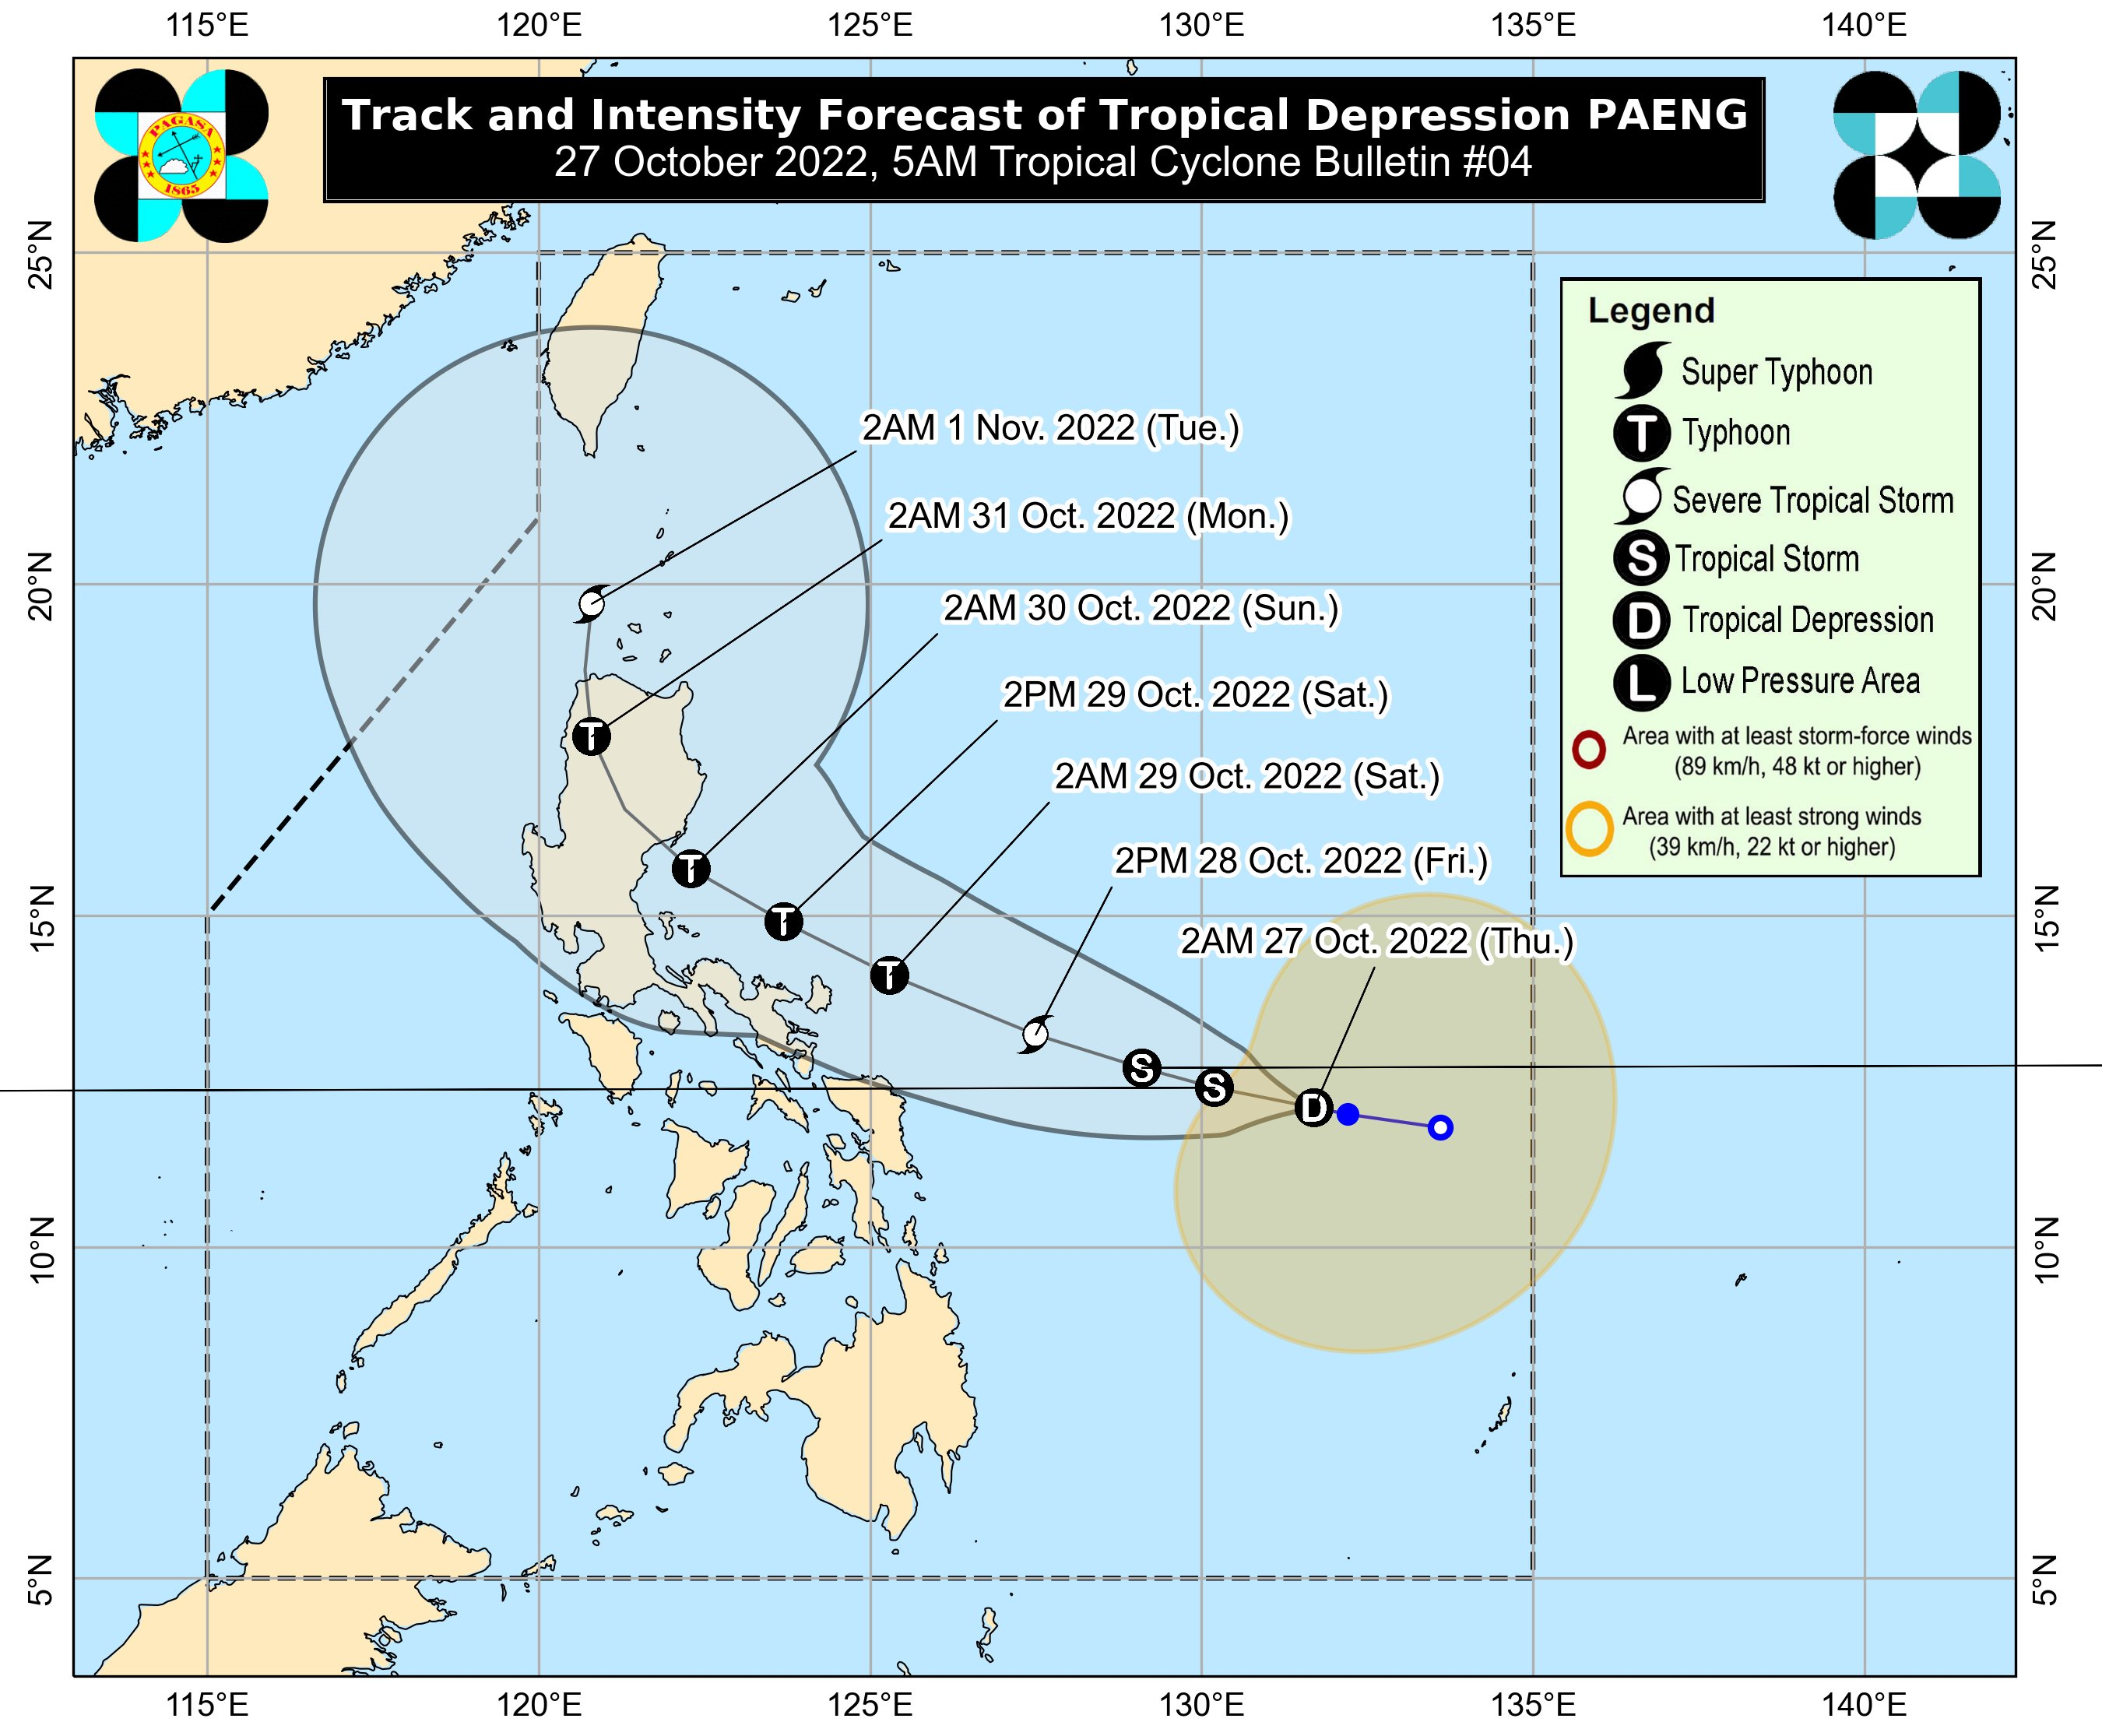 115°E 120°E 125°E 130°E 135°E 140°E
Track and Intensity Forecast of Tropical Depression PAENG
27 October 2022, 5AM Tropical Cyclone Bulletin #04
PAGASA
1865
25°N 25°N
Legend
Super Typhoon
Typhoon
Severe Tropical Storm
S Tropical Storm
D Tropical Depression
L Low Pressure Area
Area with at least storm-force winds
(89 km/h, 48 kt or higher)
Area with at least strong winds
(39 km/h, 22 kt or higher)
2AM 1 Nov. 2022 (Tue.)
2AM 31 Oct. 2022 (Mon.)
20°N 20°N
2AM 30 Oct. 2022 (Sun.)
2PM 29 Oct. 2022 (Sat.)
T
2AM 29 Oct. 2022 (Sat.)
2PM 28 Oct. 2022 (Fri.)
T
15°N 15°N
T
2AM 27 Oct. 2022 (Thu.)
T
S
S
D
10°N 10°N
5°N 5°N
115°E 120°E 125°E 130°E 135°E 140°E